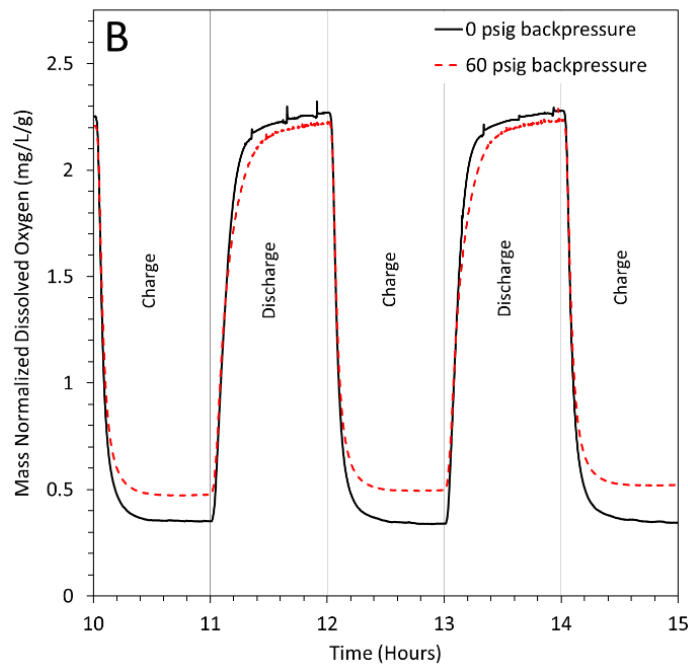 B
0 psig backpressure
60 psig backpressure
Mass Normalized Dissolved Oxygen (mg/L/g)
2.5
2
1.5
1
0.5
0
Charge
Discharge
Charge
Discharge
Charge
10
11
12
13
14
15
Time (Hours)